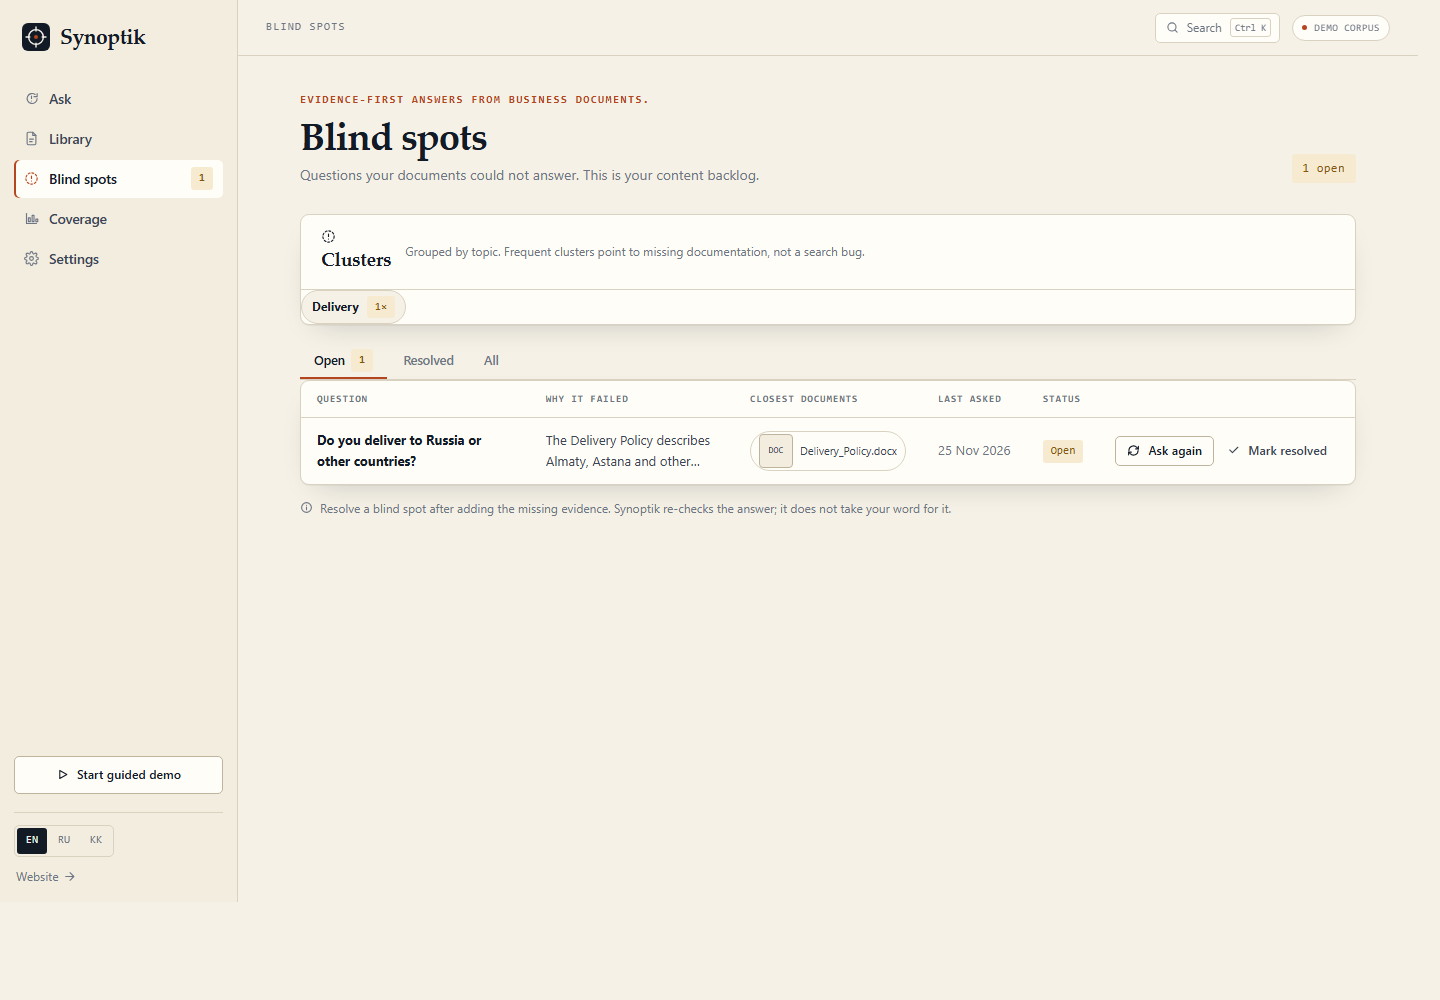 Synoptik
Ask
Library
Blind spots 1
Coverage
Settings
Start guided demo
EN RU KK
Website →
BLIND SPOTS
Search Ctrl K
DEMO CORPUS
EVIDENCE-FIRST ANSWERS FROM BUSINESS DOCUMENTS.
Blind spots
Questions your documents could not answer. This is your content backlog.
1 open
Clusters
Grouped by topic. Frequent clusters point to missing documentation, not a search bug.
Delivery 1×
Open 1 Resolved All
QUESTION WHY IT FAILED CLOSEST DOCUMENTS LAST ASKED STATUS
Do you deliver to Russia or
other countries?
The Delivery Policy describes
Almaty, Astana and other...
DOC Delivery_Policy.docx
25 Nov 2026
Open
Ask again
Mark resolved
Resolve a blind spot after adding the missing evidence. Synoptik re-checks the answer; it does not take your word for it.